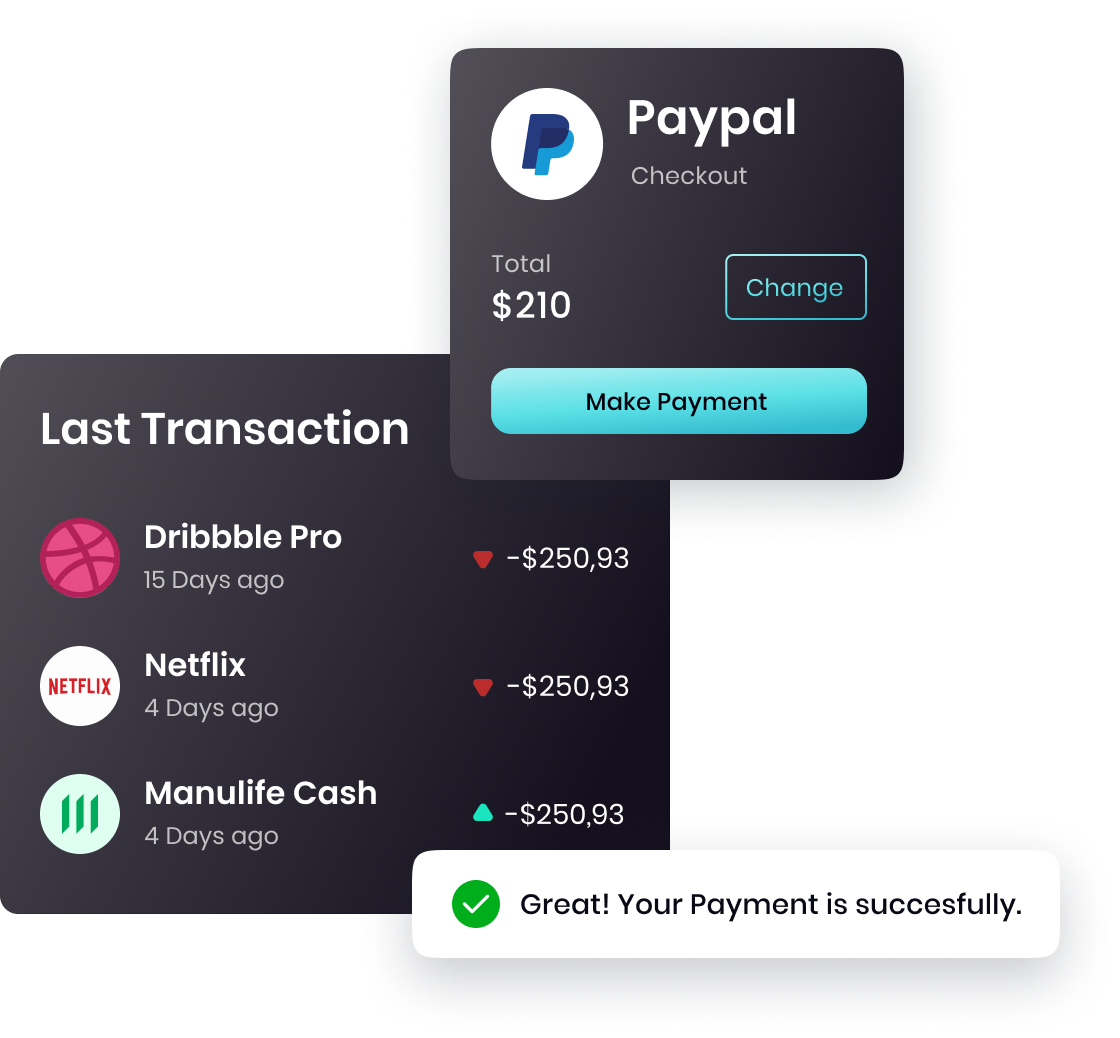 Paypal
Checkout
Total
$210
Change
Make Payment
Last Transaction
Dribbble Pro
15 Days ago
-$250,93
NETFLIX
Netflix
4 Days ago
-$250,93
Manulife Cash
4 Days ago
-$250,93
Great! Your Payment is succesfully.